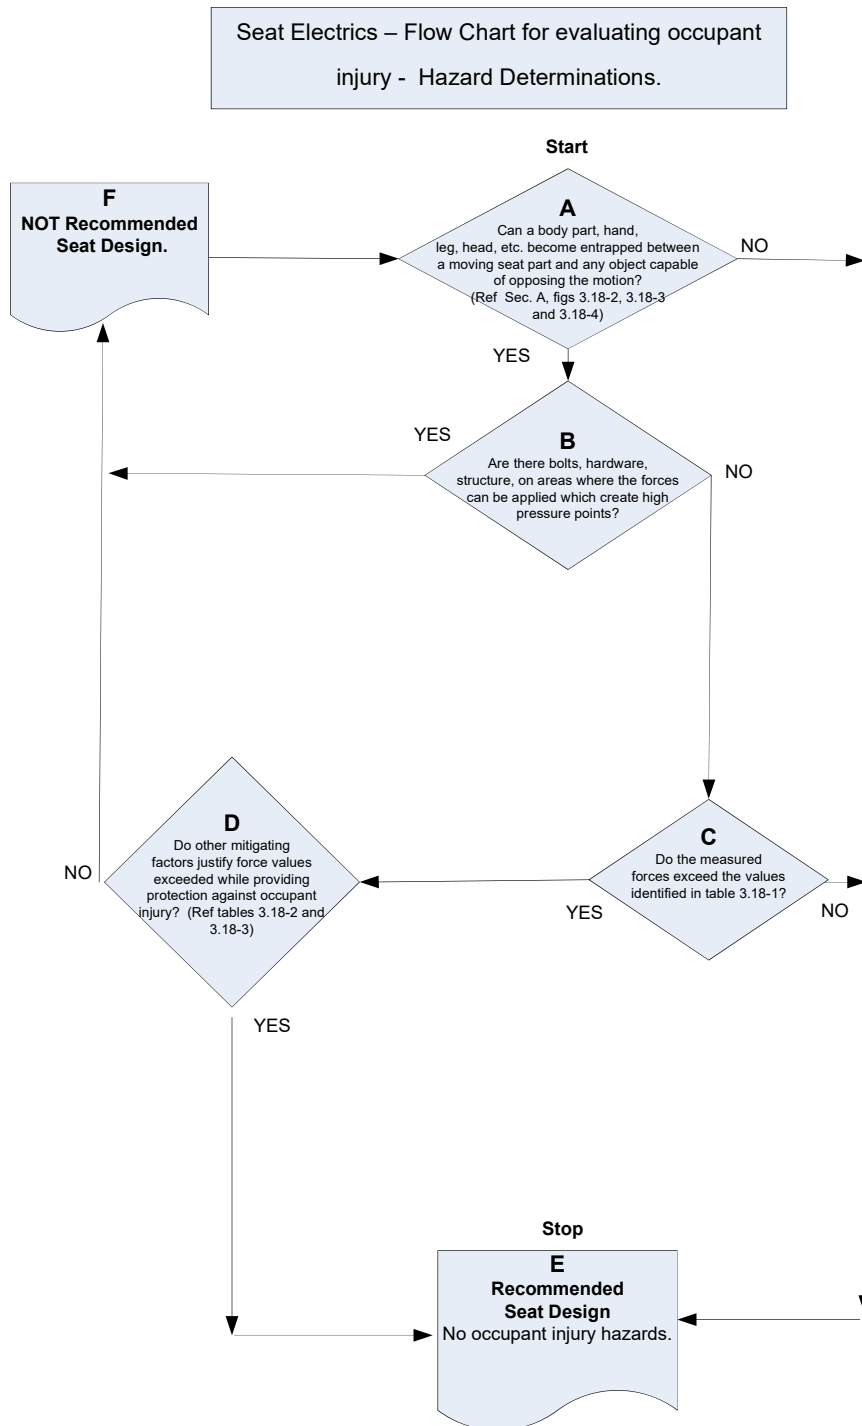 Seat Electrics – Flow Chart for evaluating occupant
injury -  Hazard Determinations.
Start
F
NOT Recommended
Seat Design.
A
Can a body part, hand,
leg, head, etc. become entrapped between
a moving seat part and any object capable
of opposing the motion?
(Ref  Sec. A, figs 3.18-2, 3.18-3
and 3.18-4)
NO
YES
YES
B
Are there bolts, hardware,
structure, on areas where the forces
can be applied which create high
pressure points?
NO
D
Do other mitigating
factors justify force values
exceeded while providing
protection against occupant
injury?  (Ref tables 3.18-2 and
3.18-3)
NO
YES
C
Do the measured
forces exceed the values
identified in table 3.18-1?
YES
NO
Stop
E
Recommended
Seat Design
No occupant injury hazards.